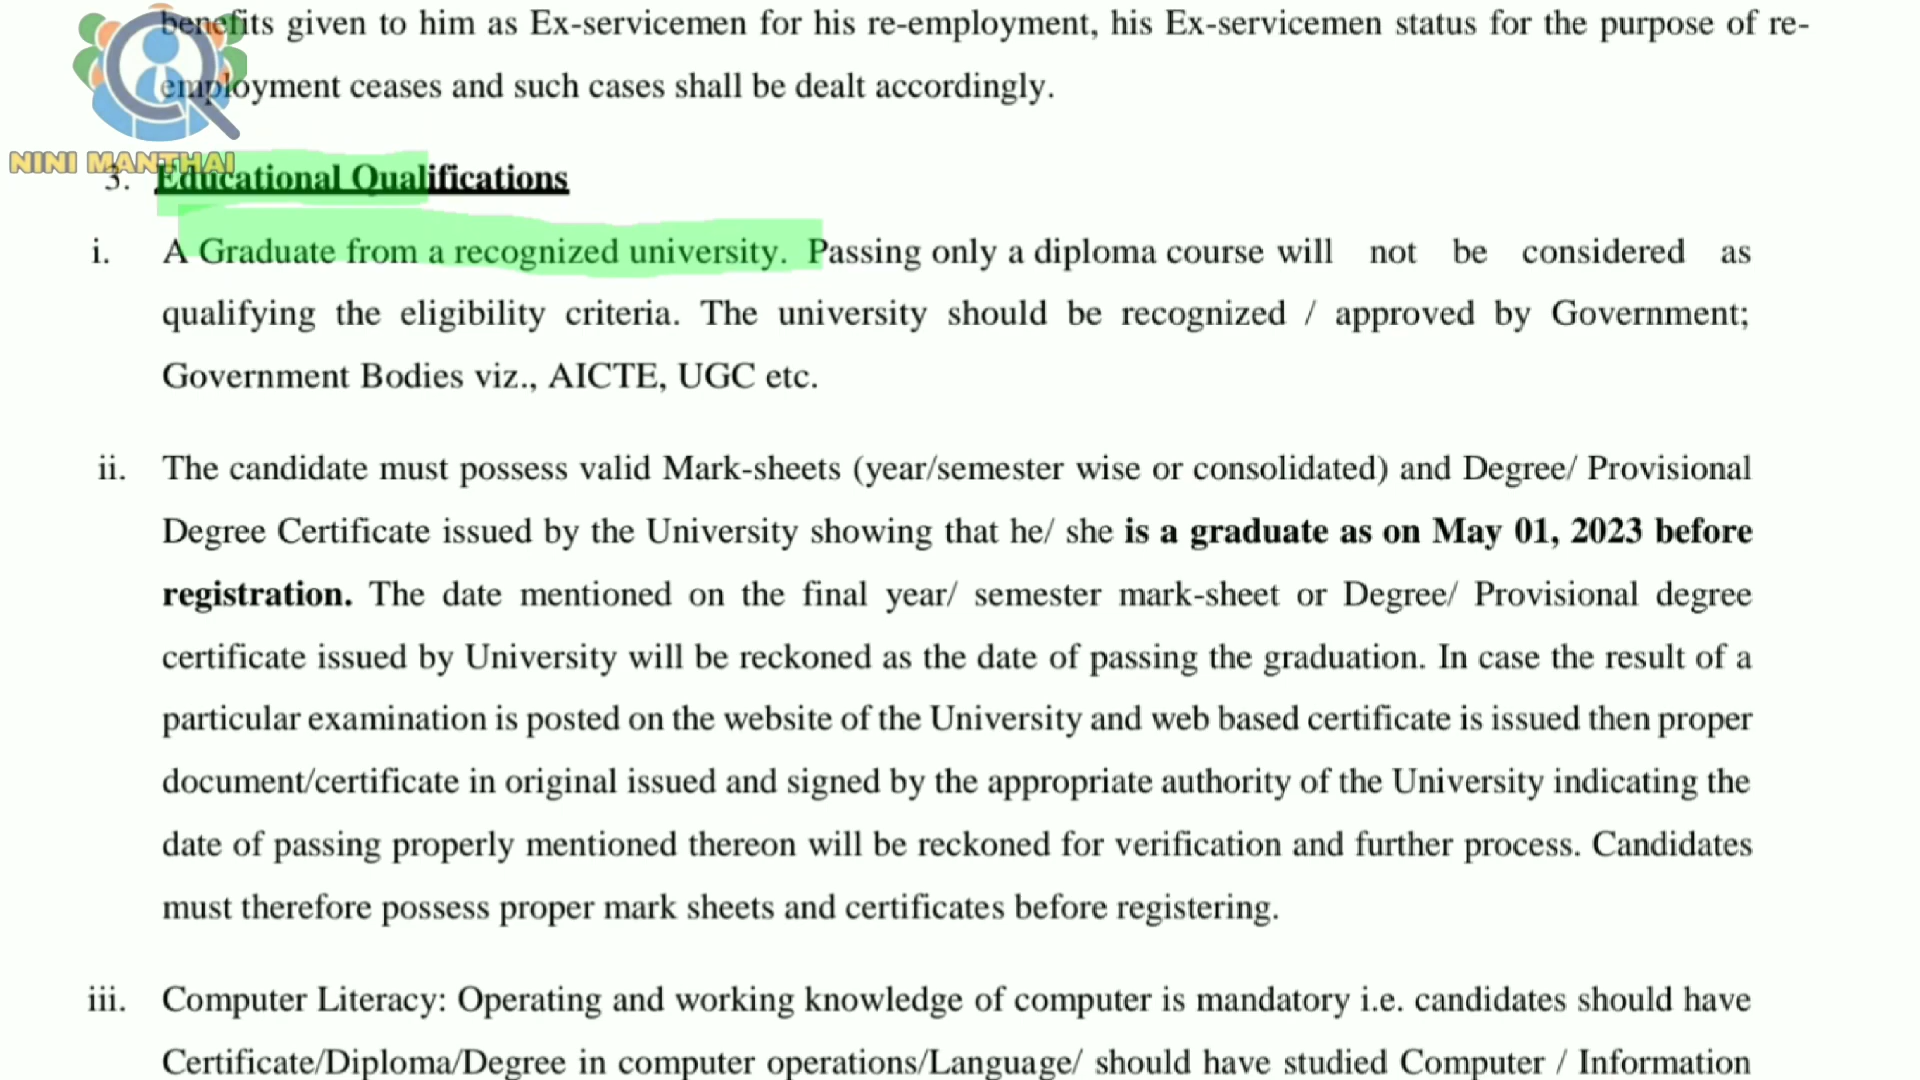 benefits given to him as Ex-servicemen for his re-employment, his Ex-servicemen status for the purpose of re-
employment ceases and such cases shall be dealt accordingly.
NINI MANTHAI
3. Educational Qualifications
i. A Graduate from a recognized university. Passing only a diploma course will not be considered as
qualifying the eligibility criteria. The university should be recognized / approved by Government;
Government Bodies viz., AICTE, UGC etc.
ii. The candidate must possess valid Mark-sheets (year/semester wise or consolidated) and Degree/ Provisional
Degree Certificate issued by the University showing that he/ she is a graduate as on May 01, 2023 before
registration. The date mentioned on the final year/ semester mark-sheet or Degree/ Provisional degree
certificate issued by University will be reckoned as the date of passing the graduation. In case the result of a
particular examination is posted on the website of the University and web based certificate is issued then proper
document/certificate in original issued and signed by the appropriate authority of the University indicating the
date of passing properly mentioned thereon will be reckoned for verification and further process. Candidates
must therefore possess proper mark sheets and certificates before registering.
iii. Computer Literacy: Operating and working knowledge of computer is mandatory i.e. candidates should have
Certificate/Diploma/Degree in computer operations/Language/ should have studied Computer / Information